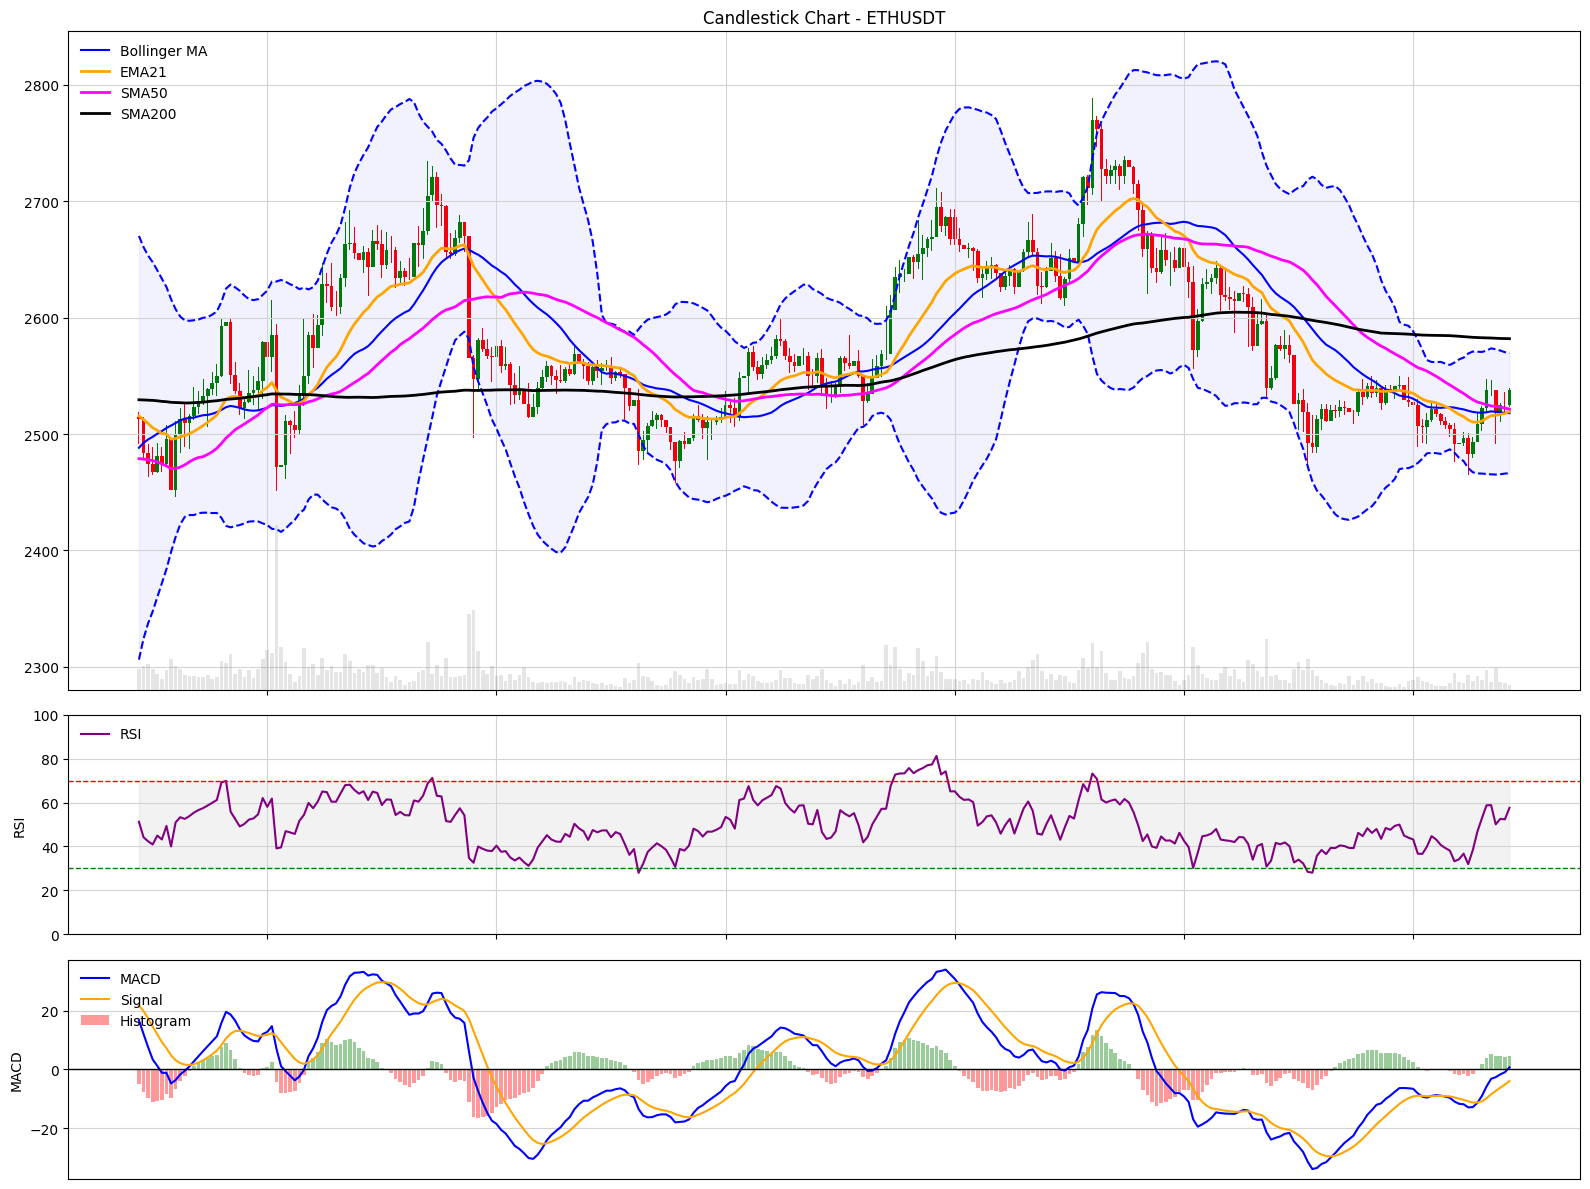 Candlestick Chart - ETHUSDT
Bollinger MA
EMA21
SMA50
SMA200
2800
2700
2600
2500
2400
2300
RSI
100
80
60
40
20
0
RSI
MACD
Signal
Histogram
20
0
−20
MACD